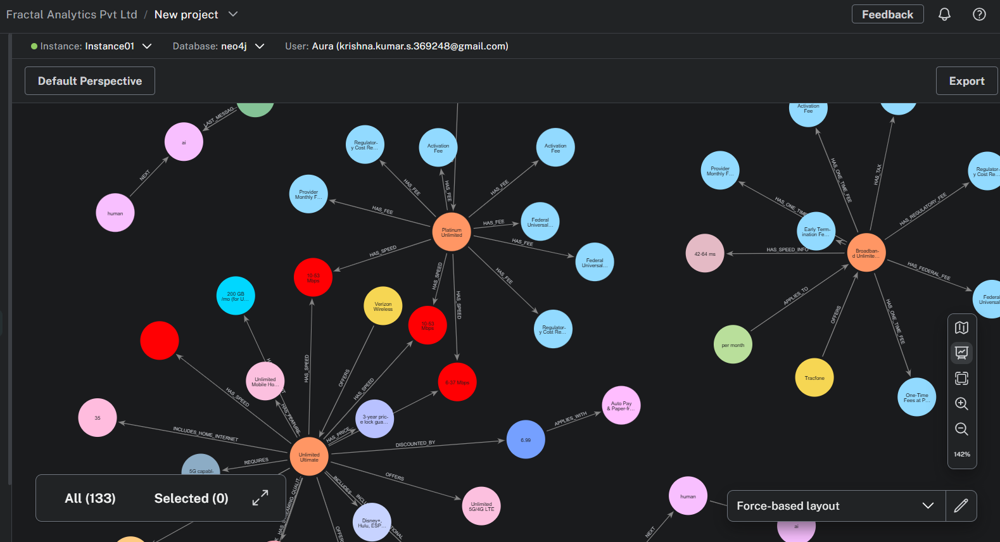 Fractal Analytics Pvt Ltd / New project
Feedback
Instance: Instance01
Database: neo4j
User: Aura (krishna.kumar.s.369248@gmail.com)
Default Perspective
Export
LAST_MESSAG...
ai
NEXT
human
Regulator-
y Cost Re...
Activation
Fee
Activation
Fee
Provider
Monthly F...
HAS_FEE
HAS_FEE
HAS_FEE
HAS_FEE
Platinum
Unlimited
HAS_FEE
Federal
Universal...
HAS_FEE
Federal
Universal...
HAS_FEE
Regulator-
y Cost Re...
HAS_SPEED
HAS_SPEED
HAS_SPEED
10-53
Mbps
200 GB
/mo (for U...
Verizon
Wireless
10-53
Mbps
6-37 Mbps
Unlimited
Mobile Ho...
HAS_SPEED
HAS_SPEED
OFFERS
HAS_SPEED
HAS_FEATURE...
HAS_PRICE...
3-year pric-
e lock gua...
35
INCLUDES_HOME_INTERNET
REQUIRES
5G capabl-
Unlimited
Ultimate
DISCOUNTED_BY
6.99
APPLIES_WITH
Auto Pay
& Paper-fr...
OFFERS
Unlimited
5G/4G LTE
INCLUDES
Disney+,
Hulu, ESP...
Activation
Fee
Provider
Monthly F...
HAS_ONE_TIME_FEE
HAS_TAX
Regulator-
y Cost Re...
HAS_REGULATORY_FEE
HAS_ONE_TIME
Early Term-
ination Fe...
42-64 ms
HAS_SPEED_INFO
Broadban-
d Unlimite...
HAS_FEDERAL_FEE
Federal
Universal
APPLIES_TO
OFFERS
HAS_ONE_TIME_FEE
per month
Tracfone
One-Time
Fees at P...
142%
All (133)
Selected (0)
human
NEXT
ai
Force-based layout